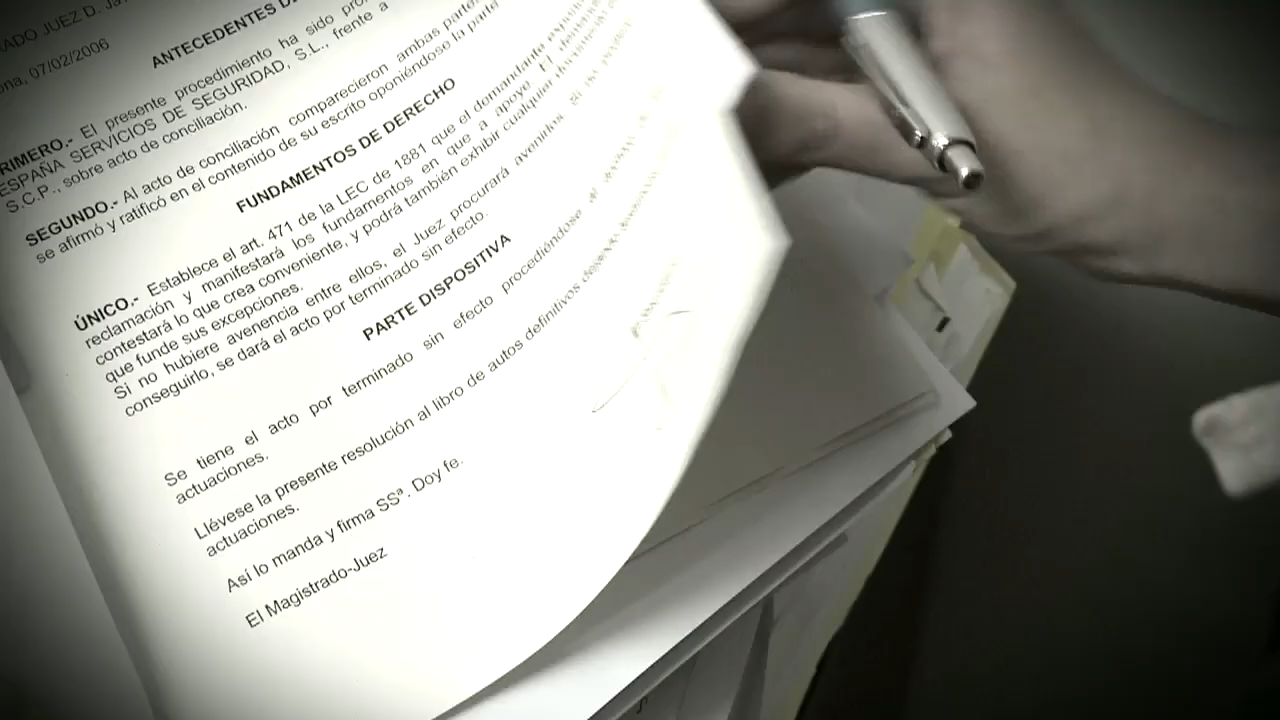 ADO JUEZ D. Ja
ona, 07/02/2006
ANTECEDENTES D
RIMERO.- El presente procedimiento ha sido pro
ESPAÑA SERVICIOS DE SEGURIDAD, S.L., frente a
S.C.P., sobre acto de conciliación.
SEGUNDO.- Al acto de conciliación comparecieron ambas partes
se afirmó y ratificó en el contenido de su escrito oponiéndose la parte
FUNDAMENTOS DE DERECHO
ÚNICO.- Establece el art. 471 de la LEC de 1881 que el demandante
reclamación y manifestará los fundamentos en que a apoye. El
contestará lo que crea conveniente, y podrá también exhibir cualquier
que funde sus excepciones.
Si no hubiere avenencia entre ellos, el Juez procurará avenirlos
conseguirlo, se dará el acto por terminado sin efecto.
PARTE DISPOSITIVA
Se tiene el acto por terminado sin efecto procediéndose
actuaciones.
Llévese la presente resolución al libro de autos definitivos
actuaciones.
Así lo manda y firma SSª. Doy fe.
El Magistrado-Juez